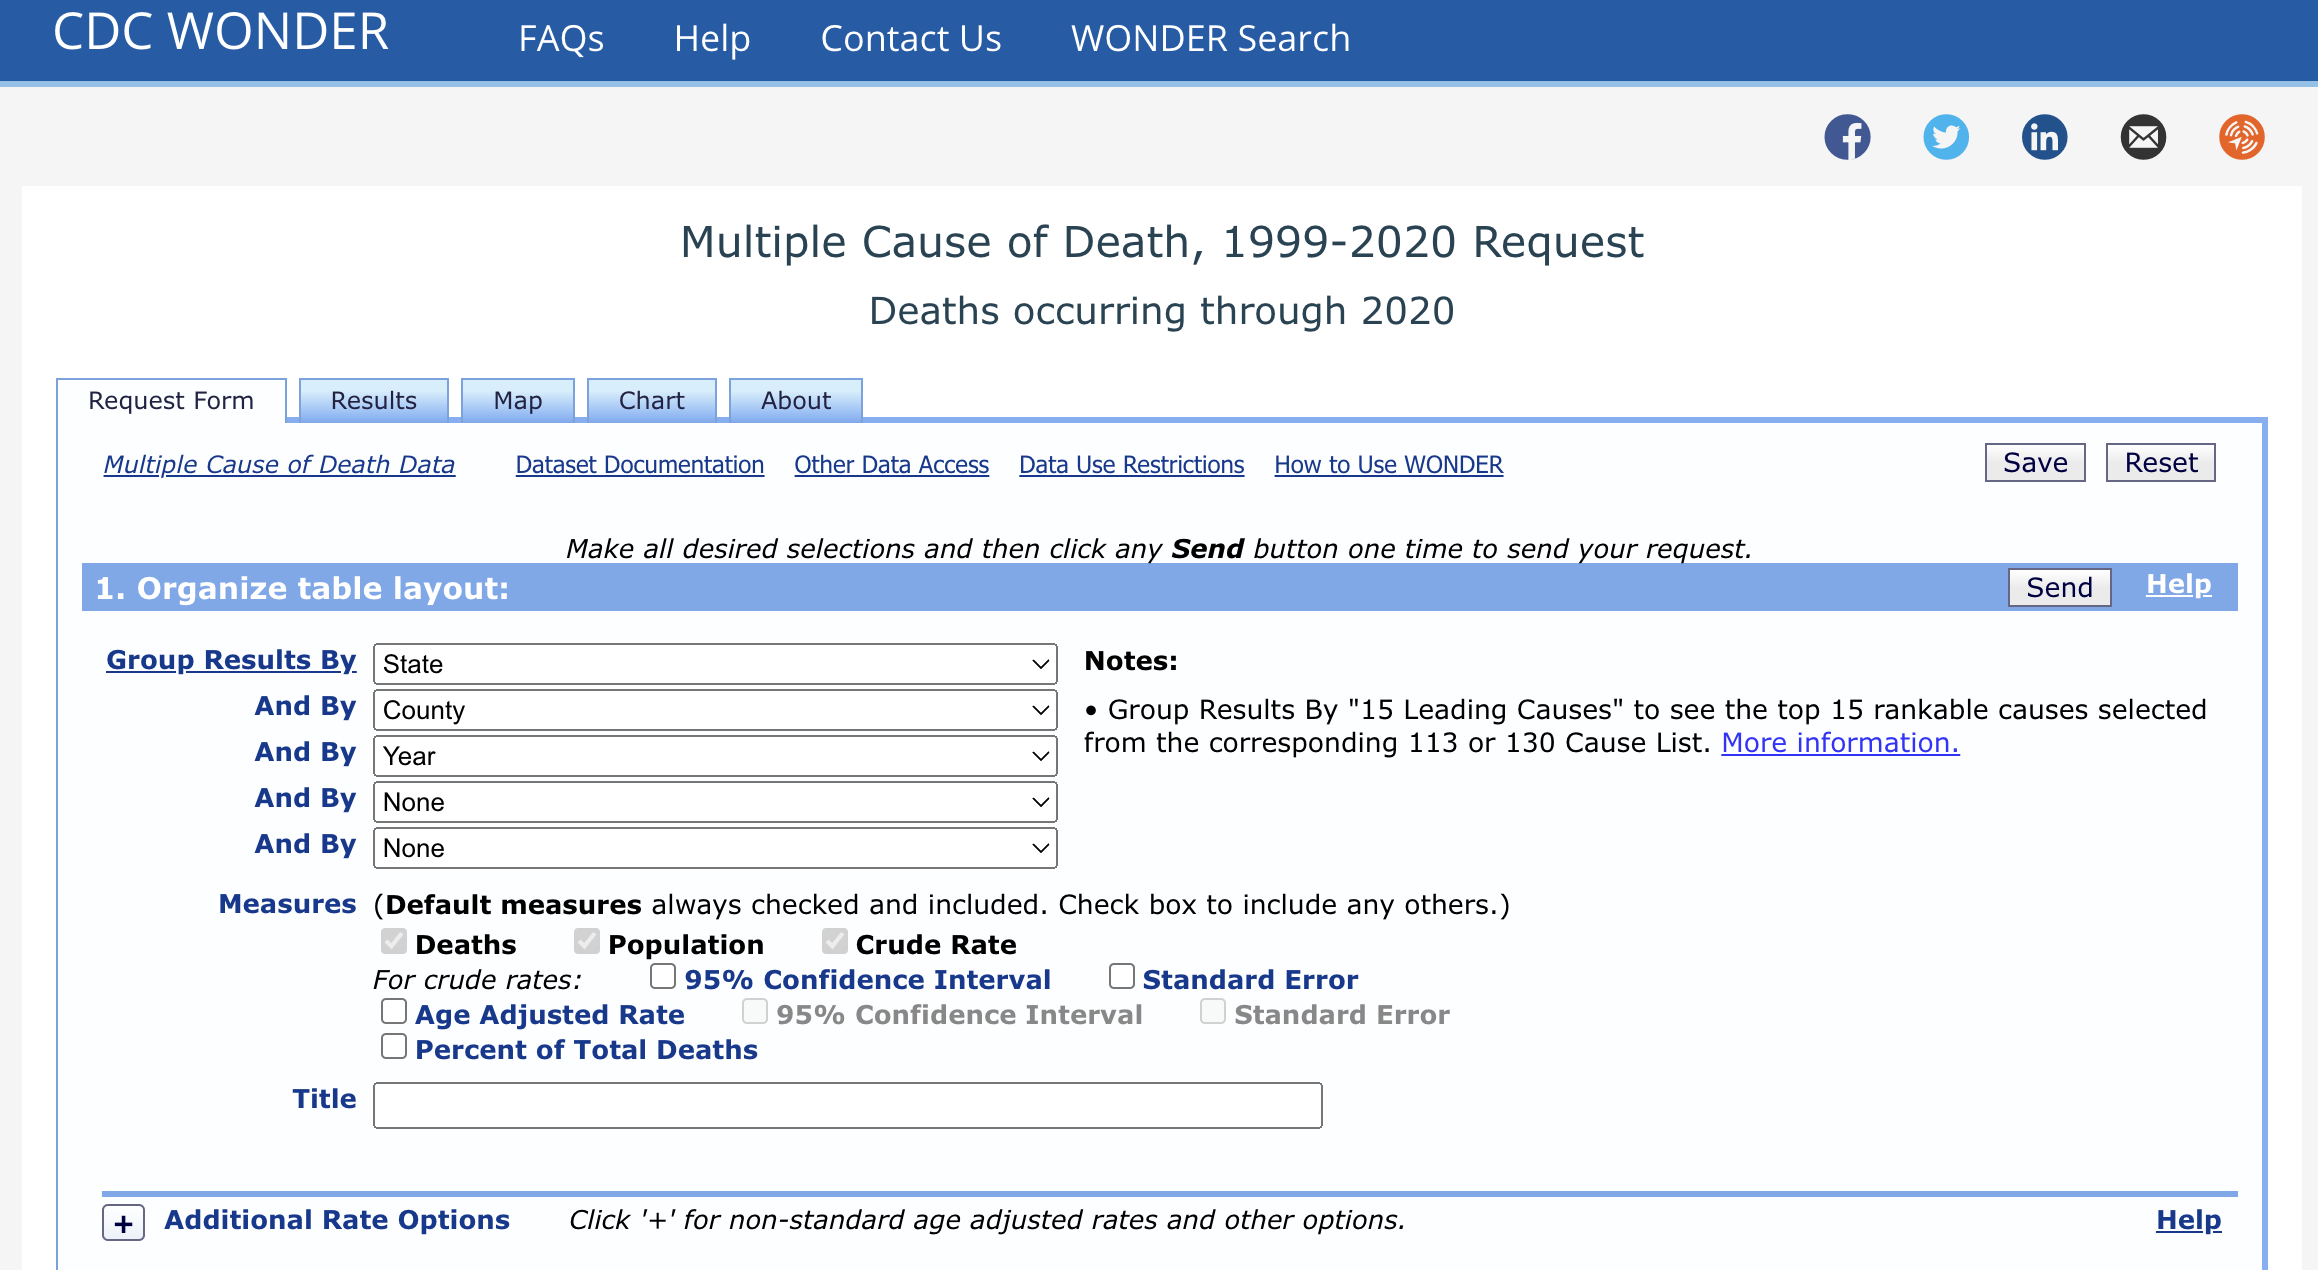 CDC WONDER FAQs Help Contact Us WONDER Search
Multiple Cause of Death, 1999-2020 Request
Deaths occurring through 2020
Request Form Results Map Chart About
Multiple Cause of Death Data Dataset Documentation Other Data Access Data Use Restrictions How to Use WONDER Save Reset
Make all desired selections and then click any Send button one time to send your request.
1. Organize table layout: Send Help
Group Results By State
And By County
And By Year
And By None
And By None
Notes:
• Group Results By "15 Leading Causes" to see the top 15 rankable causes selected
from the corresponding 113 or 130 Cause List. More information.
Measures (Default measures always checked and included. Check box to include any others.)
Deaths Population Crude Rate
For crude rates: 95% Confidence Interval Standard Error
Age Adjusted Rate 95% Confidence Interval Standard Error
Percent of Total Deaths
Title
+ Additional Rate Options Click '+' for non-standard age adjusted rates and other options. Help